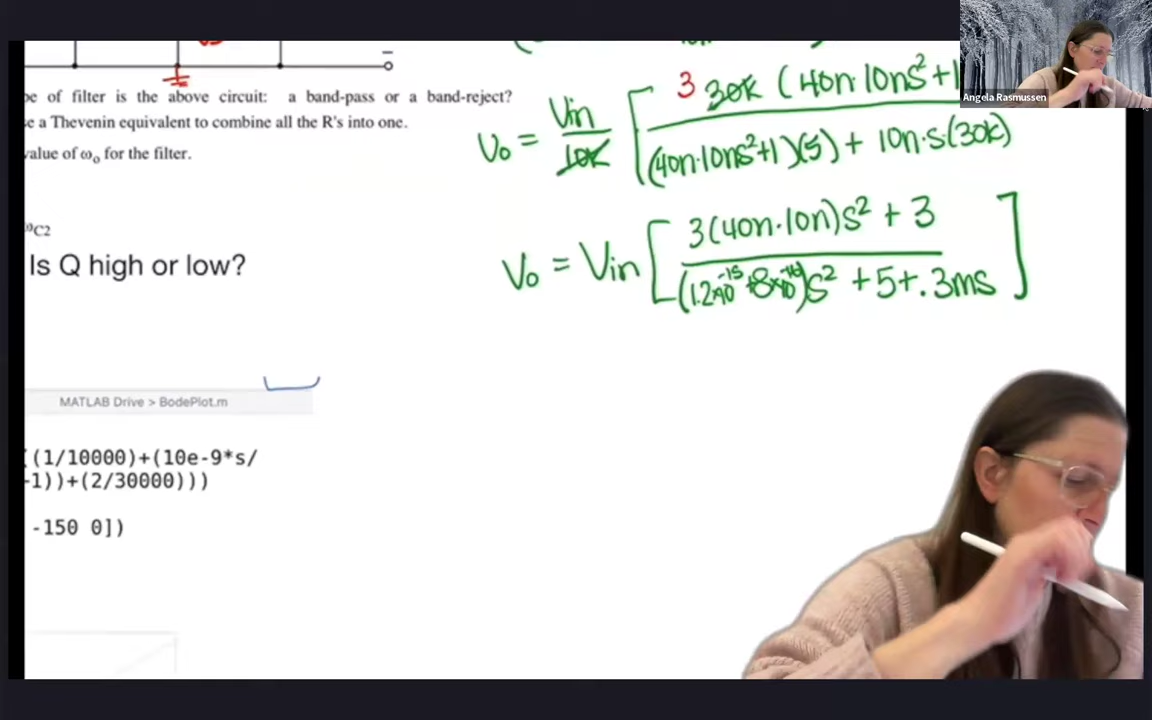 be of filter is the above circuit: a band-pass or a band-reject?
e a Thevenin equivalent to combine all the R's into one.
value of ω₀ for the filter.
C2
Is Q high or low?
MATLAB Drive > BodePlot.m
((1/10000)+(10e-9*s/
-1))+(2/30000)))
-150 0])
Vo = Vin/10k [ 3 30k (40n·10ns²+1
(40n·10ns²+1)(5) + 10n·s(30k)
Vo = Vin [ 3(40n·10n)s² + 3
(1.2×10⁻¹⁵+8×10⁻¹⁶)s² + 5+.3ms ]
Angela Rasmussen